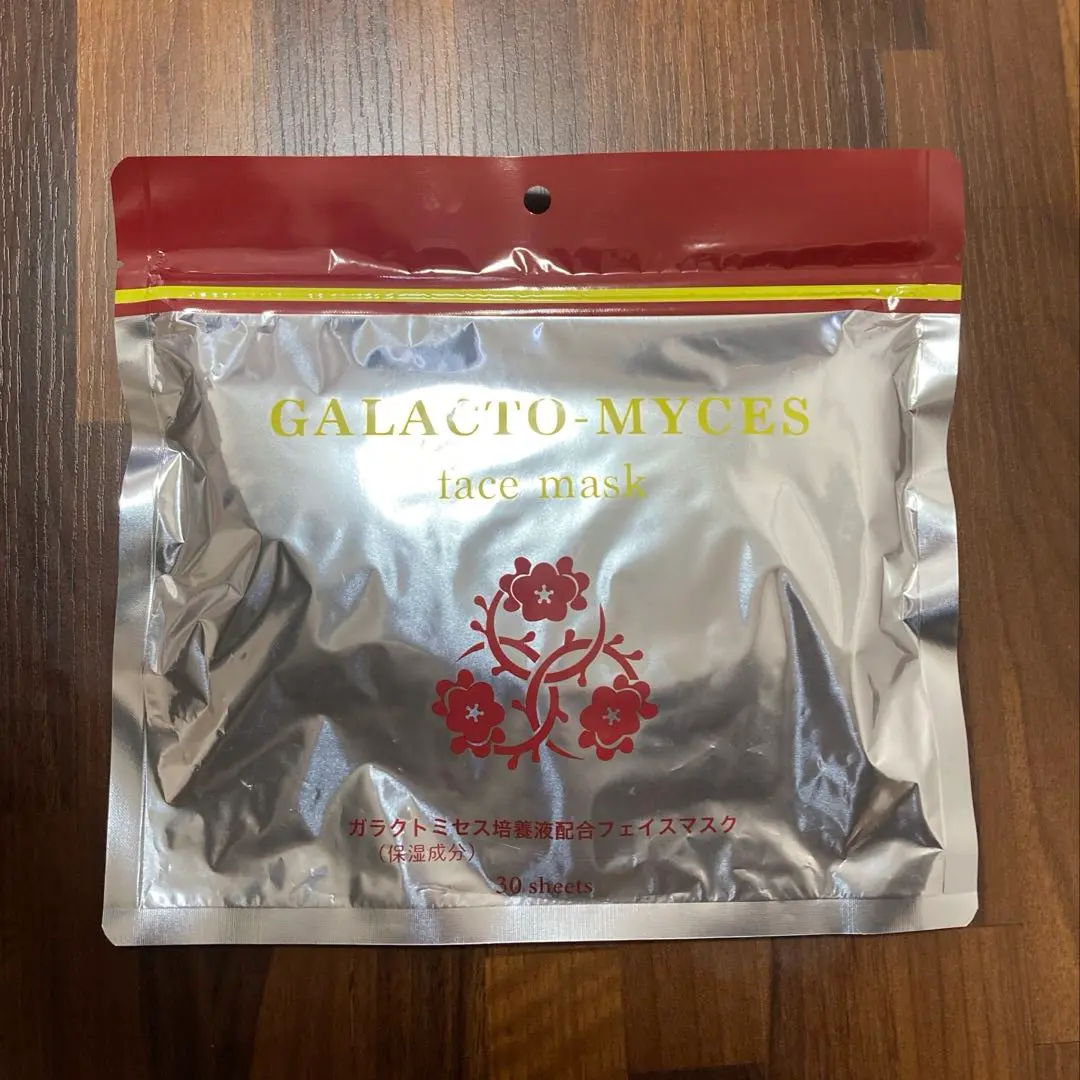 GALACTO-MYCES
face mask
ガラクトミセス培養液配合フェイスマスク
（保湿成分）
30 sheets